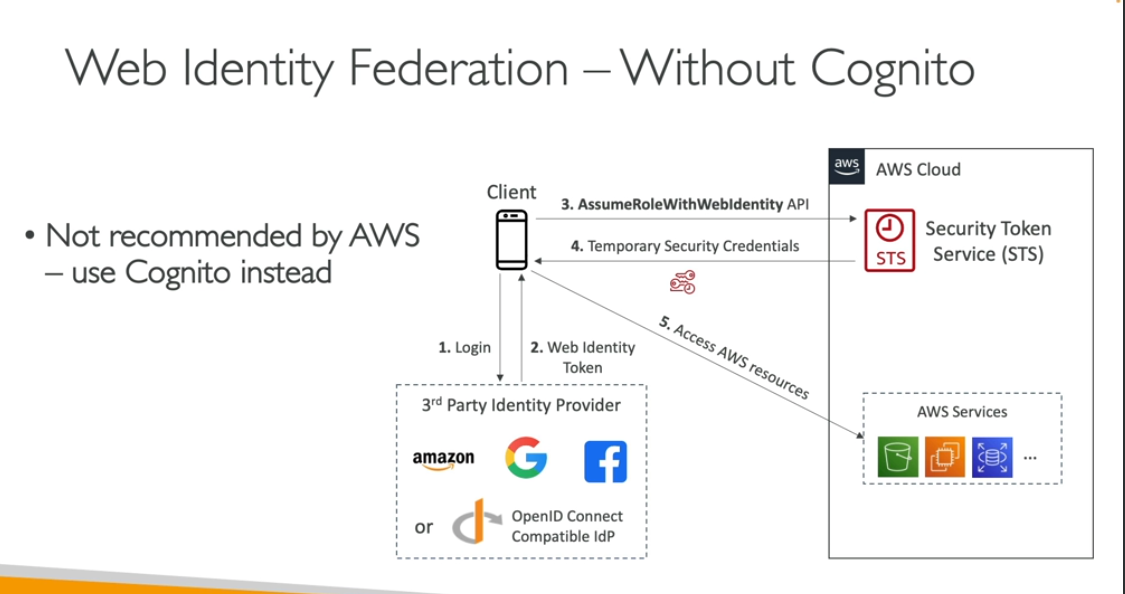 Web Identity Federation – Without Cognito
• Not recommended by AWS
– use Cognito instead
Client
3. AssumeRoleWithWebIdentity API
4. Temporary Security Credentials
aws
AWS Cloud
STS
Security Token
Service (STS)
1. Login
2. Web Identity
Token
5. Access AWS resources
3rd Party Identity Provider
amazon
or
OpenID Connect
Compatible IdP
AWS Services
...